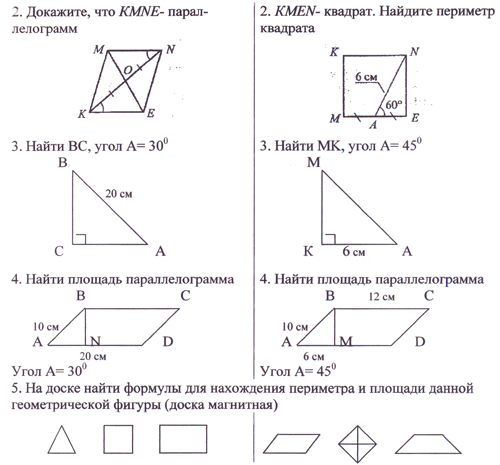 2. Докажите, что KMNE- парал-
лелограмм
M
N
O
K
E
3. Найти BC, угол A= 30⁰
B
20 см
C
A
4. Найти площадь параллелограмма
B
C
10 см
A
N
D
20 см
Угол A= 30⁰
2. KMEN- квадрат. Найдите периметр
квадрата
K
N
6 см
60°
M
A
E
3. Найти MK, угол A= 45⁰
M
K
6 см
A
4. Найти площадь параллелограмма
B
12 см
C
10 см
A
M
D
6 см
Угол A= 45⁰
5. На доске найти формулы для нахождения периметра и площади данной
геометрической фигуры (доска магнитная)